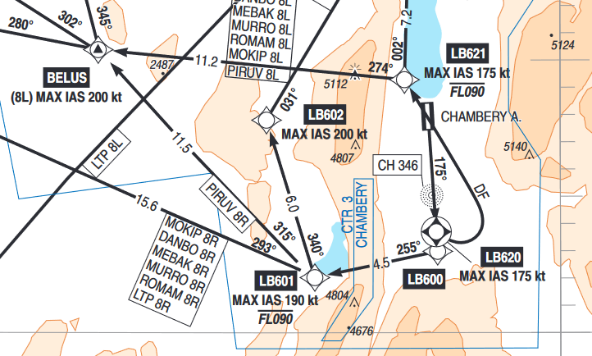 DANBO 8L
MEBAK 8L
MURRO 8L
ROMAM 8L
MOKIP 8L
PIRUV 8L
280°
302°
345°
BELUS
(8L) MAX IAS 200 kt
2487
11.2
274°
002°
7.2
5112
LB621
MAX IAS 175 kt
FL090
5124
031°
LB602
MAX IAS 200 kt
4807
CHAMBERY A.
5140
CH 346
175°
DF
LTP 8L
11.5
PIRUV 8R
15.6
6.0
315°
293°
340°
CTR 3
CHAMBERY
MOKIP 8R
DANBO 8R
MEBAK 8R
MURRO 8R
ROMAM 8R
LTP 8R
255°
4.5
LB600
LB620
MAX IAS 175 kt
LB601
MAX IAS 190 kt
FL090
4804
4676